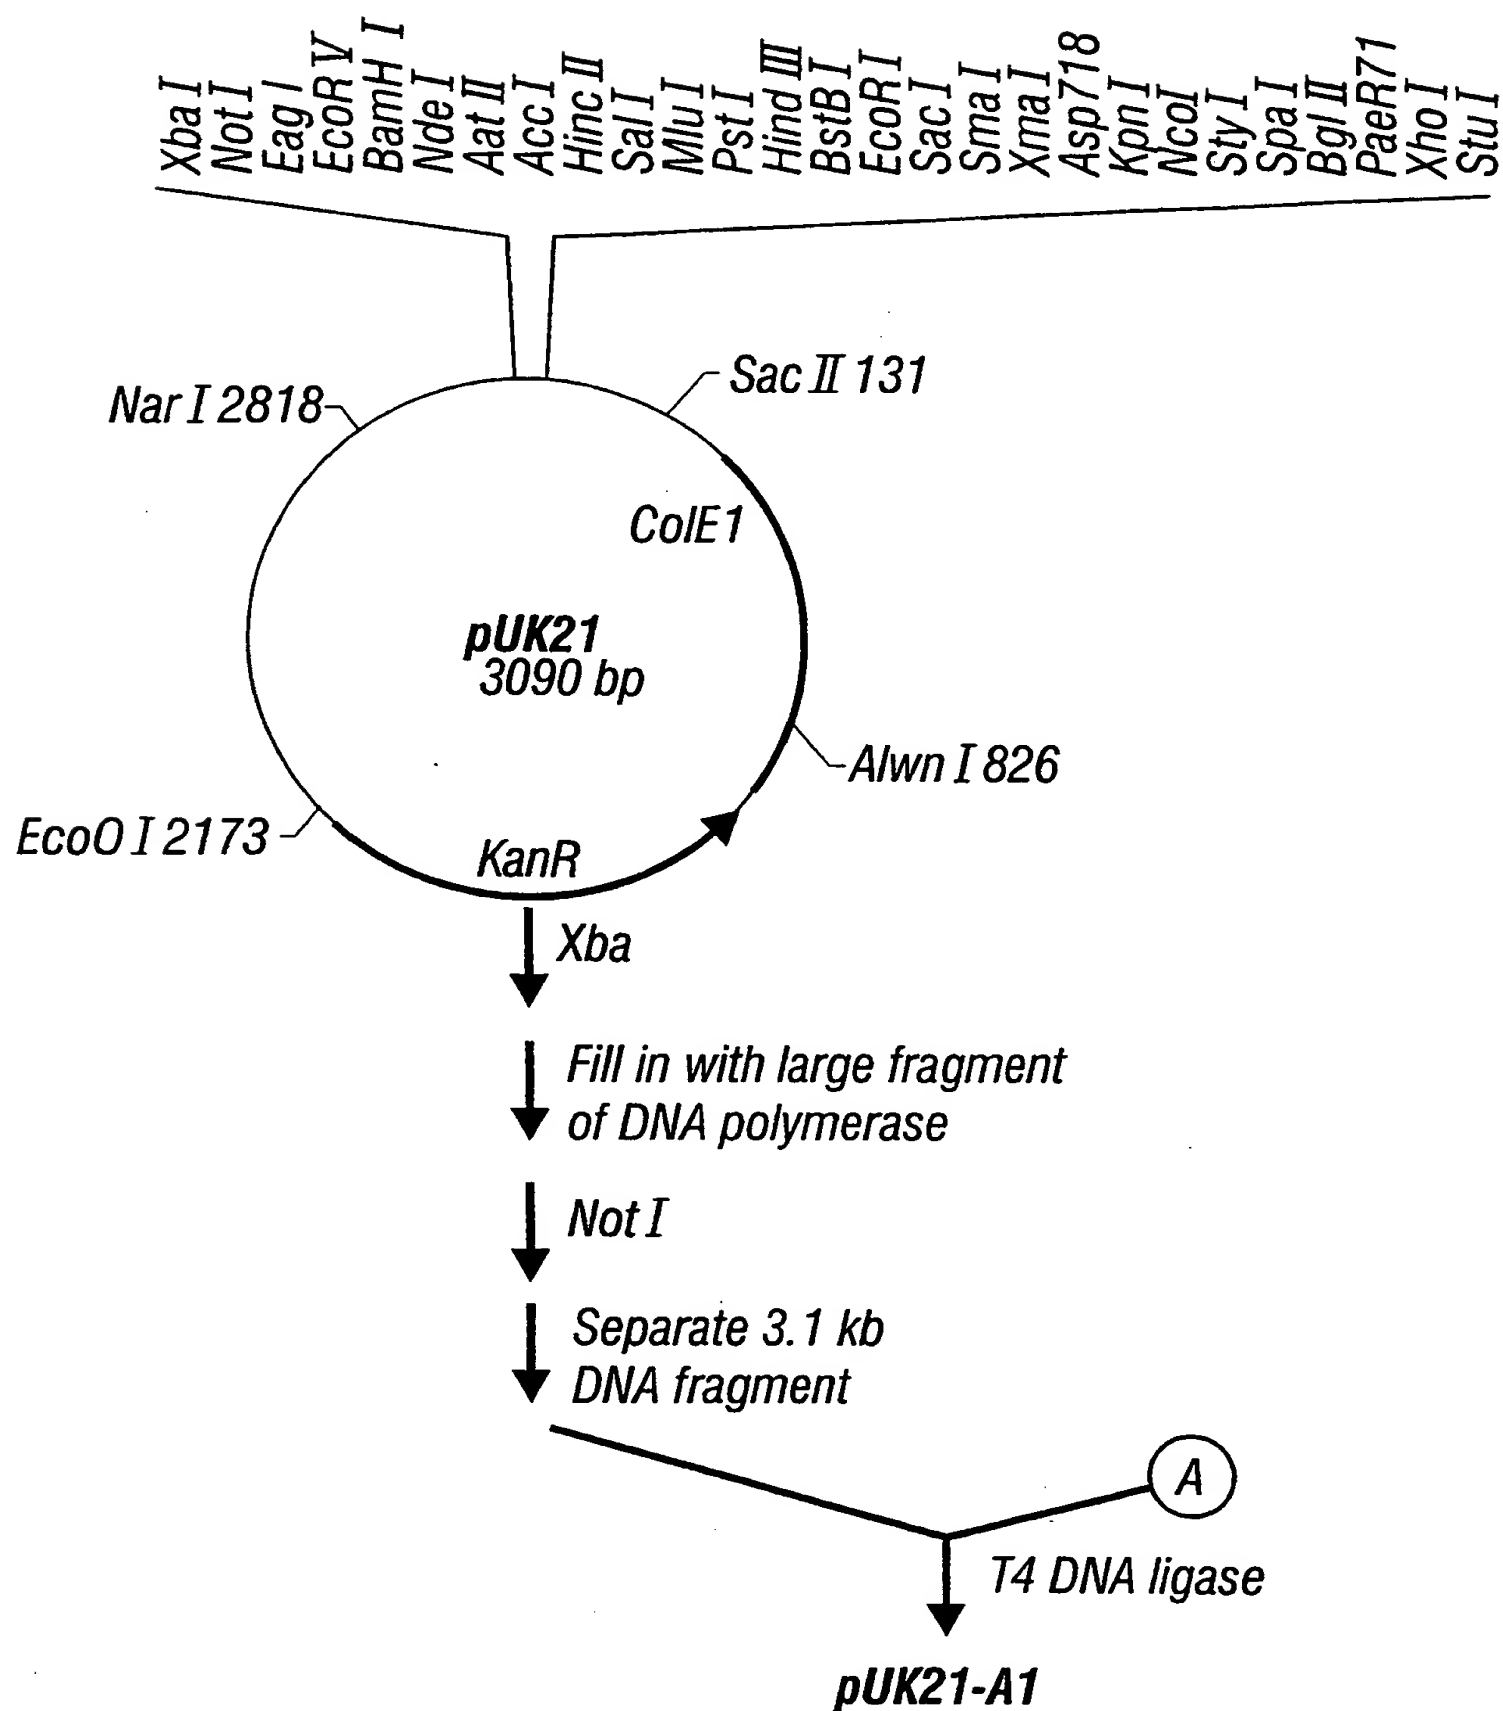 Xba I
Not I
Eag I
EcoR V
BamH I
Nde I
Aat II
Acc I
Hinc II
Sal I
Mlu I
Pst I
Hind III
BstB I
EcoR I
Sac I
Sma I
Xma I
Asp718
Kpn I
NcoI
Sty I
Spa I
Bgl II
PaeR71
Xho I
Stu I
Sac II 131
Nar I 2818
ColE1
pUK21
3090 bp
Alwn I 826
EcoO I 2173
KanR
Xba
Fill in with large fragment
of DNA polymerase
Not I
Separate 3.1 kb
DNA fragment
A
T4 DNA ligase
pUK21-A1